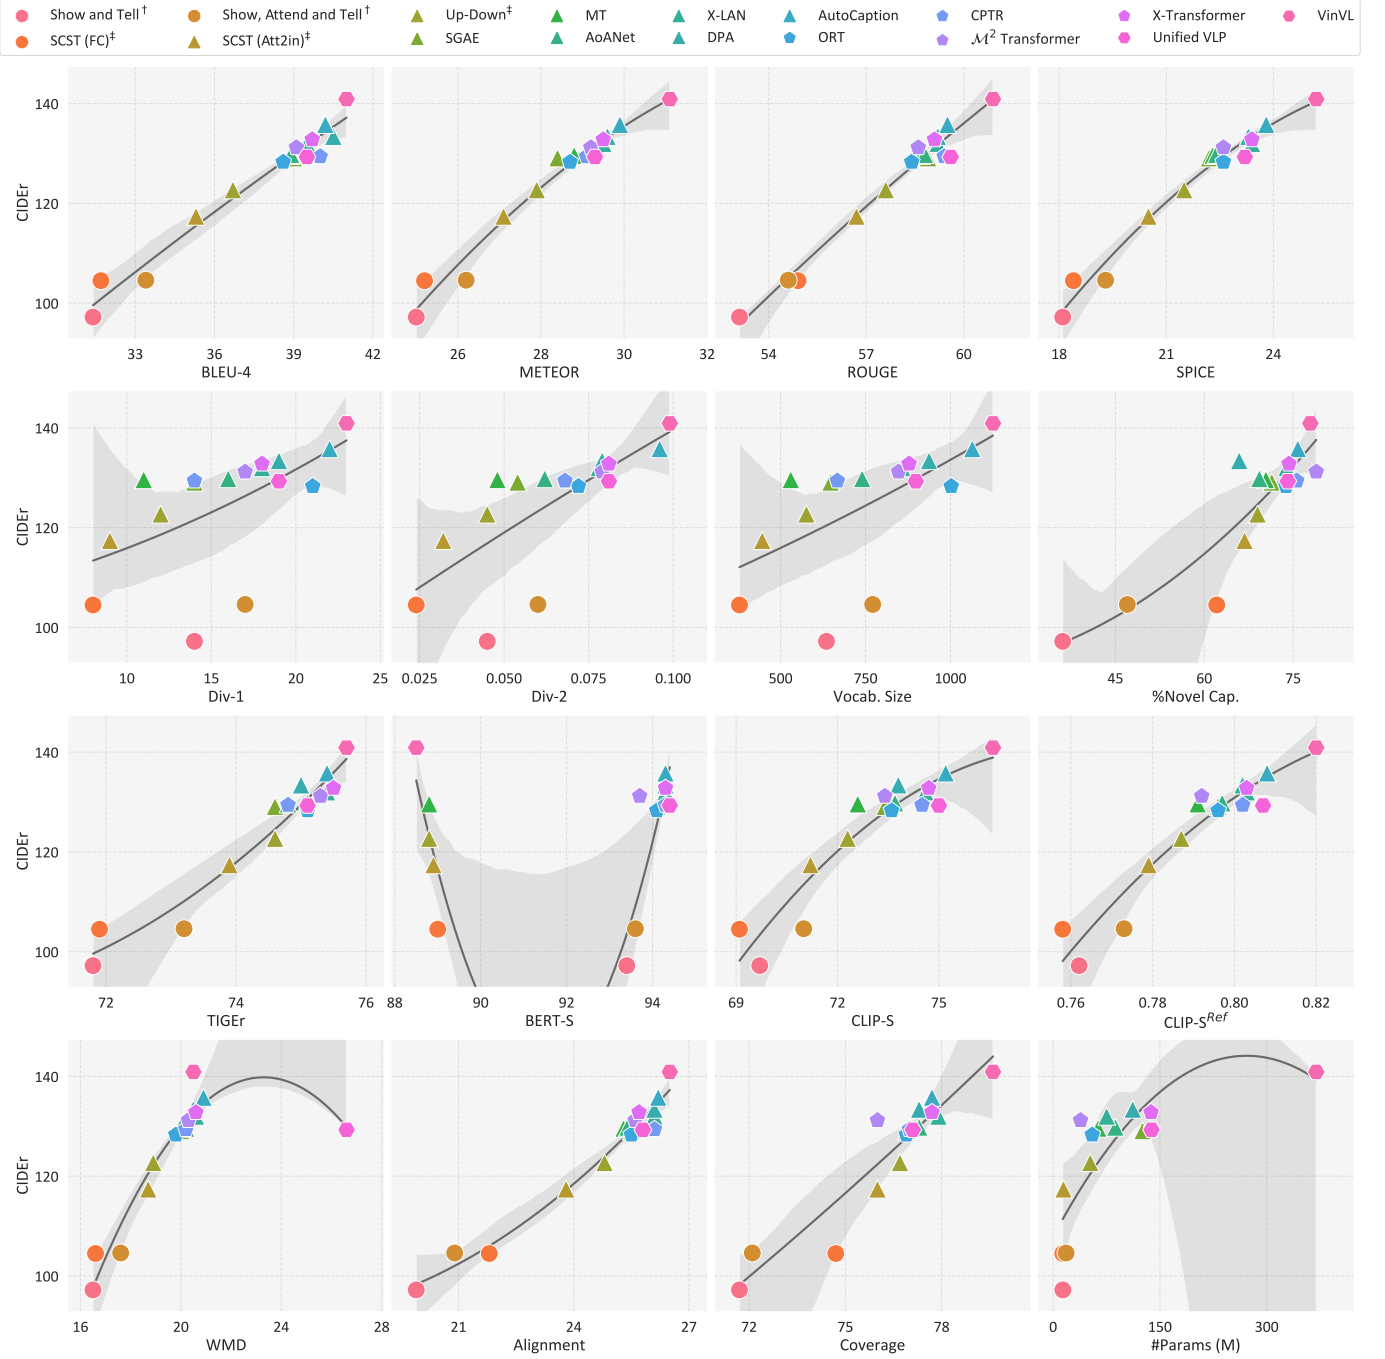 Show and Tell†
Show, Attend and Tell†
Up-Down‡
MT
X-LAN
AutoCaption
CPTR
X-Transformer
VinVL
SCST (FC)‡
SCST (Att2in)‡
SGAE
AoANet
DPA
ORT
M² Transformer
Unified VLP
CIDEr
140
120
100
33 36 39 42
BLEU-4
26 28 30 32
METEOR
54 57 60
ROUGE
18 21 24
SPICE
CIDEr
140
120
100
10 15 20 25
Div-1
0.025 0.050 0.075 0.100
Div-2
500 750 1000
Vocab. Size
45 60 75
%Novel Cap.
CIDEr
140
120
100
72 74 76
TIGEr
88 90 92 94
BERT-S
69 72 75
CLIP-S
0.76 0.78 0.80 0.82
CLIP-S^Ref
CIDEr
140
120
100
16 20 24 28
WMD
21 24 27
Alignment
72 75 78
Coverage
0 150 300
#Params (M)